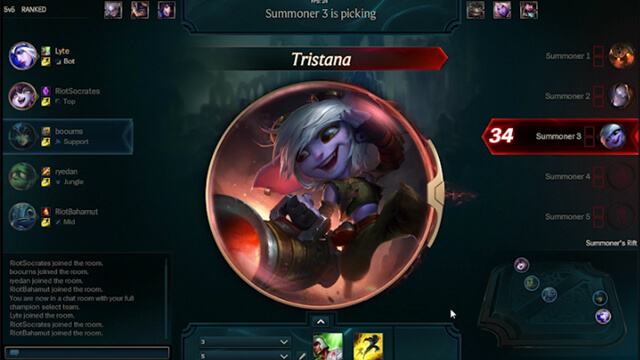 5v5 RANKED
FPS: 24
Summoner 3 is picking
Tristana
Lyte
Bot
RiotSocrates
Top
boourns
Support
ryedan
Jungle
RiotBahamut
Mid
Summoner 1
Summoner 2
34 Summoner 3
Summoner 4
Summoner 5
Summoner's Rift
RiotSocrates joined the room.
boourns joined the room.
ryedan joined the room.
RiotBahamut joined the room.
You are now in a chat room with your full
champion select team.
Lyte joined the room.
RiotSocrates joined the room.
RiotBahamut joined the room.
3
5